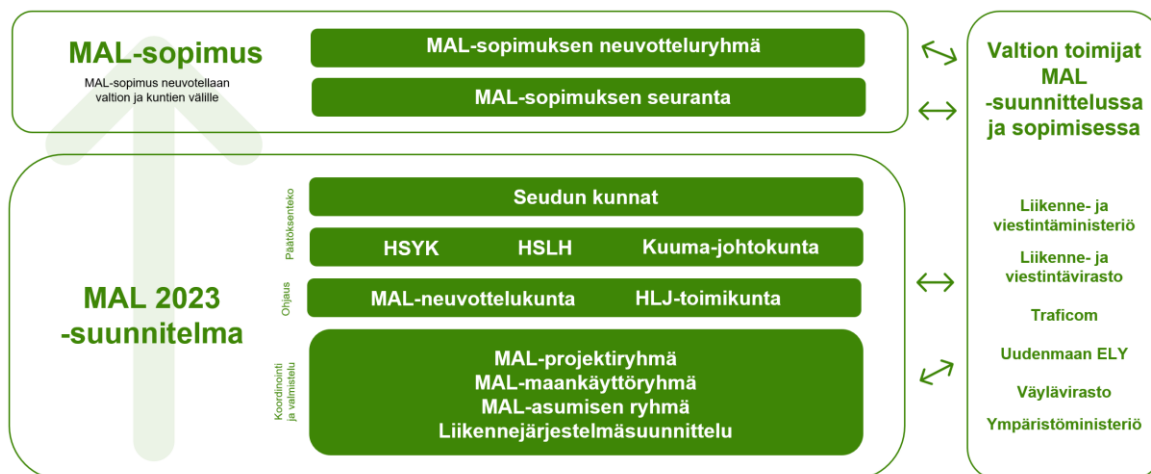 MAL-sopimus
MAL-sopimus neuvotellaan
valtion ja kuntien välille
MAL-sopimuksen neuvotteluryhmä
MAL-sopimuksen seuranta
MAL 2023
-suunnitelma
Päätöksenteko
Seudun kunnat
HSYK HSLH Kuuma-johtokunta
Ohjaus
MAL-neuvottelukunta HLJ-toimikunta
Koordinointi
ja valmistelu
MAL-projektiryhmä
MAL-maankäyttöryhmä
MAL-asumisen ryhmä
Liikennejärjestelmäsuunnittelu
Valtion toimijat
MAL
-suunnittelussa
ja sopimisessa
Liikenne- ja
viestintäministeriö
Liikenne- ja
viestintävirasto
Traficom
Uudenmaan ELY
Väylävirasto
Ympäristöministeriö